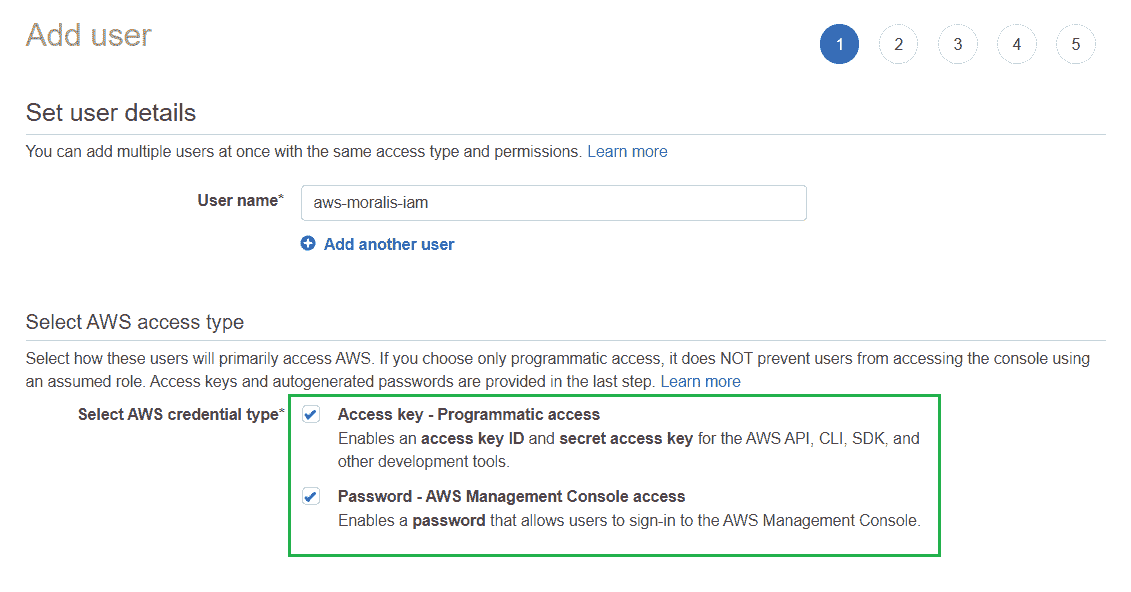 Add user
1 2 3 4 5
Set user details
You can add multiple users at once with the same access type and permissions. Learn more
User name* aws-moralis-iam
Add another user
Select AWS access type
Select how these users will primarily access AWS. If you choose only programmatic access, it does NOT prevent users from accessing the console using
an assumed role. Access keys and autogenerated passwords are provided in the last step. Learn more
Select AWS credential type* Access key - Programmatic access
Enables an access key ID and secret access key for the AWS API, CLI, SDK, and
other development tools.
Password - AWS Management Console access
Enables a password that allows users to sign-in to the AWS Management Console.